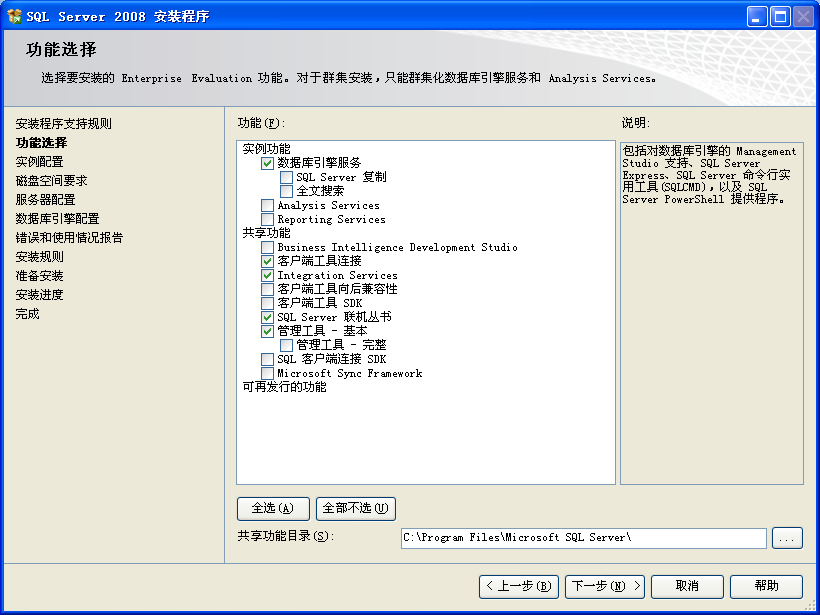 SQL Server 2008 安装程序
功能选择
选择要安装的 Enterprise Evaluation 功能。对于群集安装,只能群集化数据库引擎服务和 Analysis Services。
安装程序支持规则
功能选择
实例配置
磁盘空间要求
服务器配置
数据库引擎配置
错误和使用情况报告
安装规则
准备安装
安装进度
完成
功能(F):
实例功能
数据库引擎服务
SQL Server 复制
全文搜索
Analysis Services
Reporting Services
共享功能
Business Intelligence Development Studio
客户端工具连接
Integration Services
客户端工具向后兼容性
客户端工具 SDK
SQL Server 联机丛书
管理工具 - 基本
管理工具 - 完整
SQL 客户端连接 SDK
Microsoft Sync Framework
可再发行的功能
说明:
包括对数据库引擎的 Management
Studio 支持、SQL Server
Express、SQL Server 命令行实
用工具(SQLCMD),以及 SQL
Server PowerShell 提供程序。
全选(A)
全部不选(U)
共享功能目录(S):
C:\Program Files\Microsoft SQL Server\
...
< 上一步(B)
下一步(N) >
取消
帮助